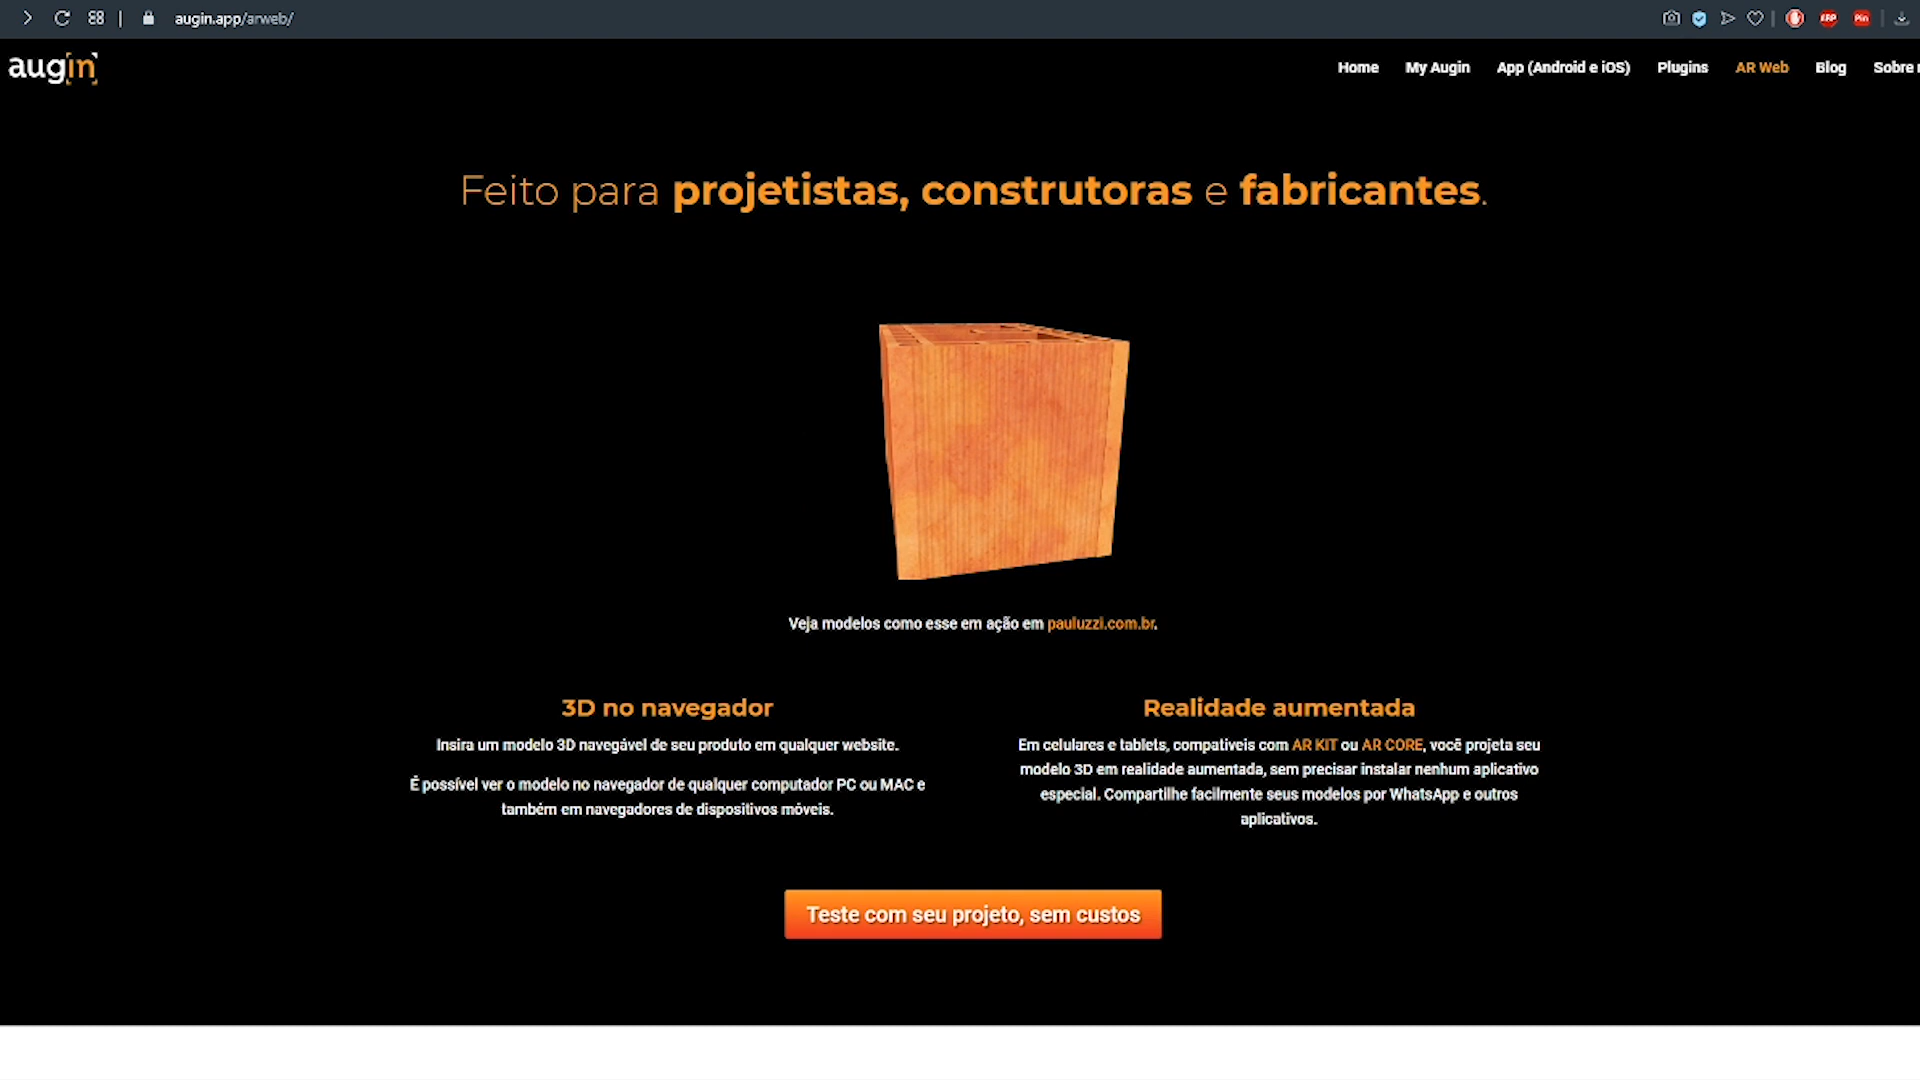 augin.app/arweb/
ABP
Pin
augin
Home
My Augin
App (Android e iOS)
Plugins
AR Web
Blog
Sobre
Feito para projetistas, construtoras e fabricantes.
Veja modelos como esse em ação em pauluzzi.com.br.
3D no navegador
Insira um modelo 3D navegável de seu produto em qualquer website.
É possível ver o modelo no navegador de qualquer computador PC ou MAC e
também em navegadores de dispositivos móveis.
Realidade aumentada
Em celulares e tablets, compatíveis com AR KIT ou AR CORE, você projeta seu
modelo 3D em realidade aumentada, sem precisar instalar nenhum aplicativo
especial. Compartilhe facilmente seus modelos por WhatsApp e outros
aplicativos.
Teste com seu projeto, sem custos